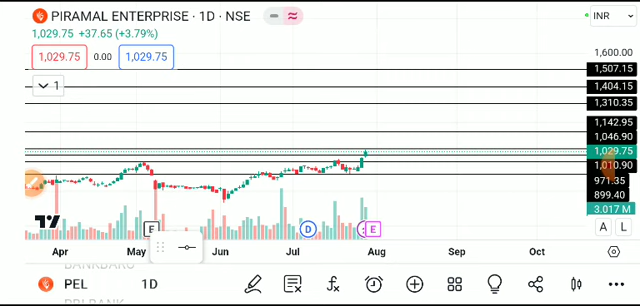 PIRAMAL ENTERPRISE · 1D · NSE
INR
1,029.75 +37.65 (+3.79%)
1,029.75 0.00 1,029.75
1,600.00
1,507.15
1
1,404.15
1,310.35
1,142.95
1,046.90
1,029.75
1,010.90
971.35
899.40
3.017 M
E D E
A L
Apr May Jun Jul Aug Sep Oct
PEL 1D